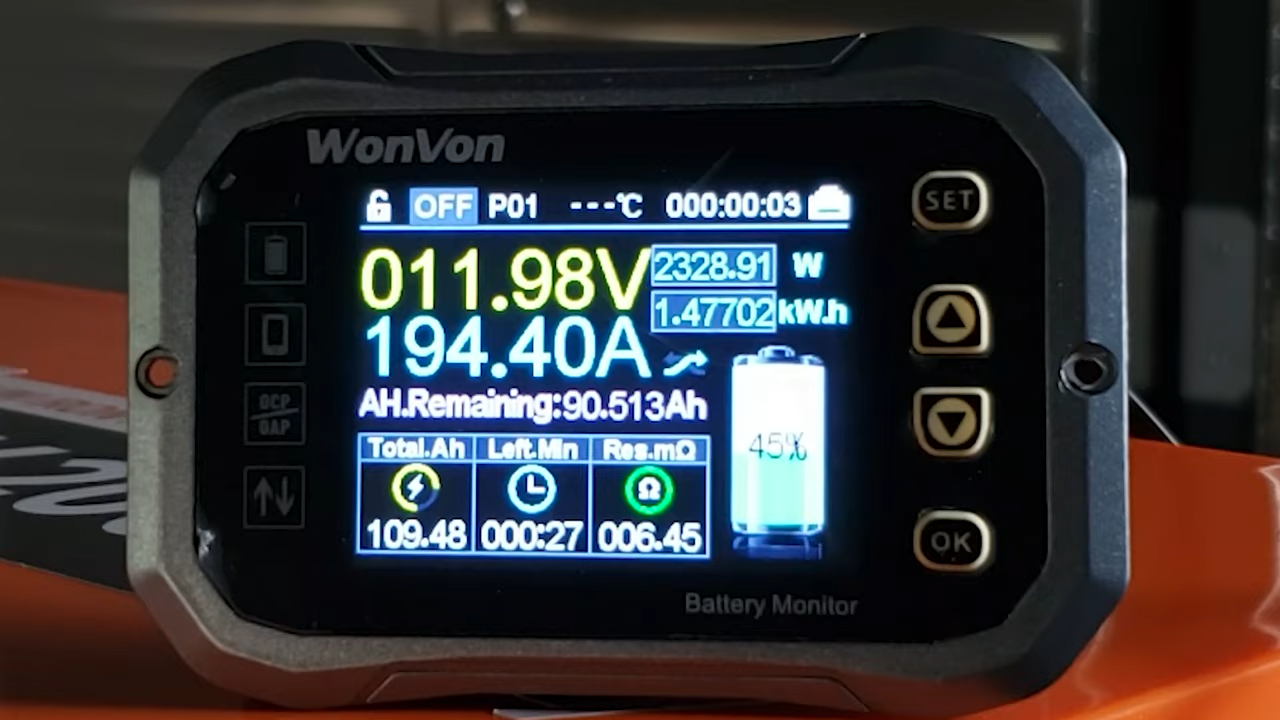 WonVon
OFF P01 ---℃ 000:00:03
011.98V 2328.91 W
194.40A 1.47702 kW.h
AH.Remaining:90.513Ah
45%
Total.Ah Left.Min Res.mΩ
Ω
109.48 000:27 006.45
Battery Monitor
SET
OK
OCP
OAP